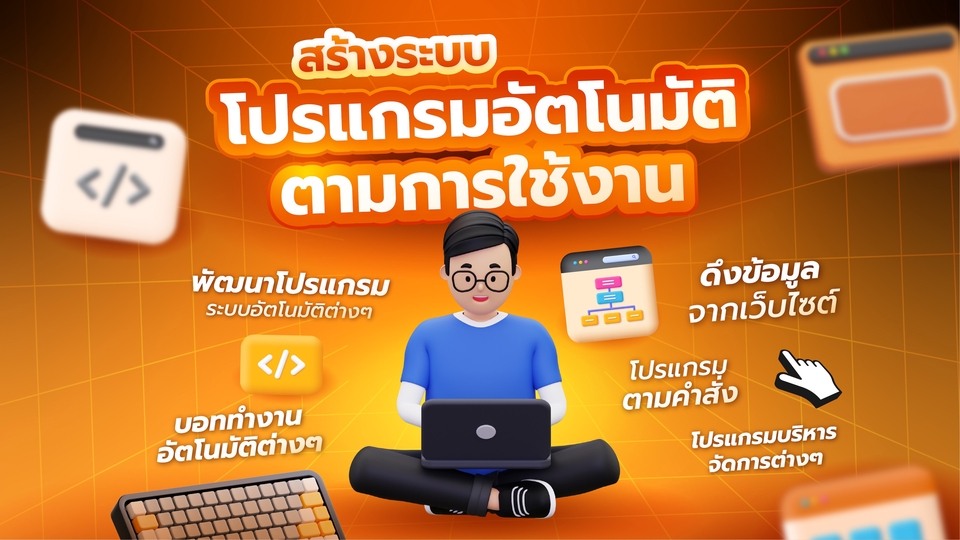 สร้างระบบ
โปรแกรมอัตโนมัติ
ตามการใช้งาน
พัฒนาโปรแกรม
ระบบอัตโนมัติต่างๆ
</>
</>
บอททำงาน
อัตโนมัติต่างๆ
ดึงข้อมูล
จากเว็บไซต์
โปรแกรม
ตามคำสั่ง
โปรแกรมบริหาร
จัดการต่างๆ